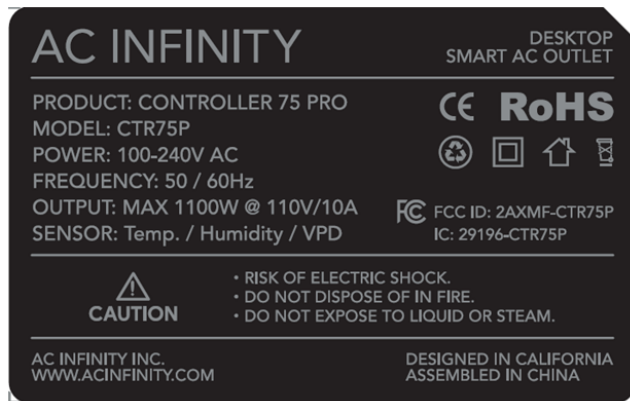 AC INFINITY
DESKTOP
SMART AC OUTLET
PRODUCT: CONTROLLER 75 PRO
MODEL: CTR75P
POWER: 100-240V AC
FREQUENCY: 50 / 60Hz
OUTPUT: MAX 1100W @ 110V/10A
SENSOR: Temp. / Humidity / VPD
CE RoHS
FC FCC ID: 2AXMF-CTR75P
IC: 29196-CTR75P
CAUTION
• RISK OF ELECTRIC SHOCK.
• DO NOT DISPOSE OF IN FIRE.
• DO NOT EXPOSE TO LIQUID OR STEAM.
AC INFINITY INC.
WWW.ACINFINITY.COM
DESIGNED IN CALIFORNIA
ASSEMBLED IN CHINA